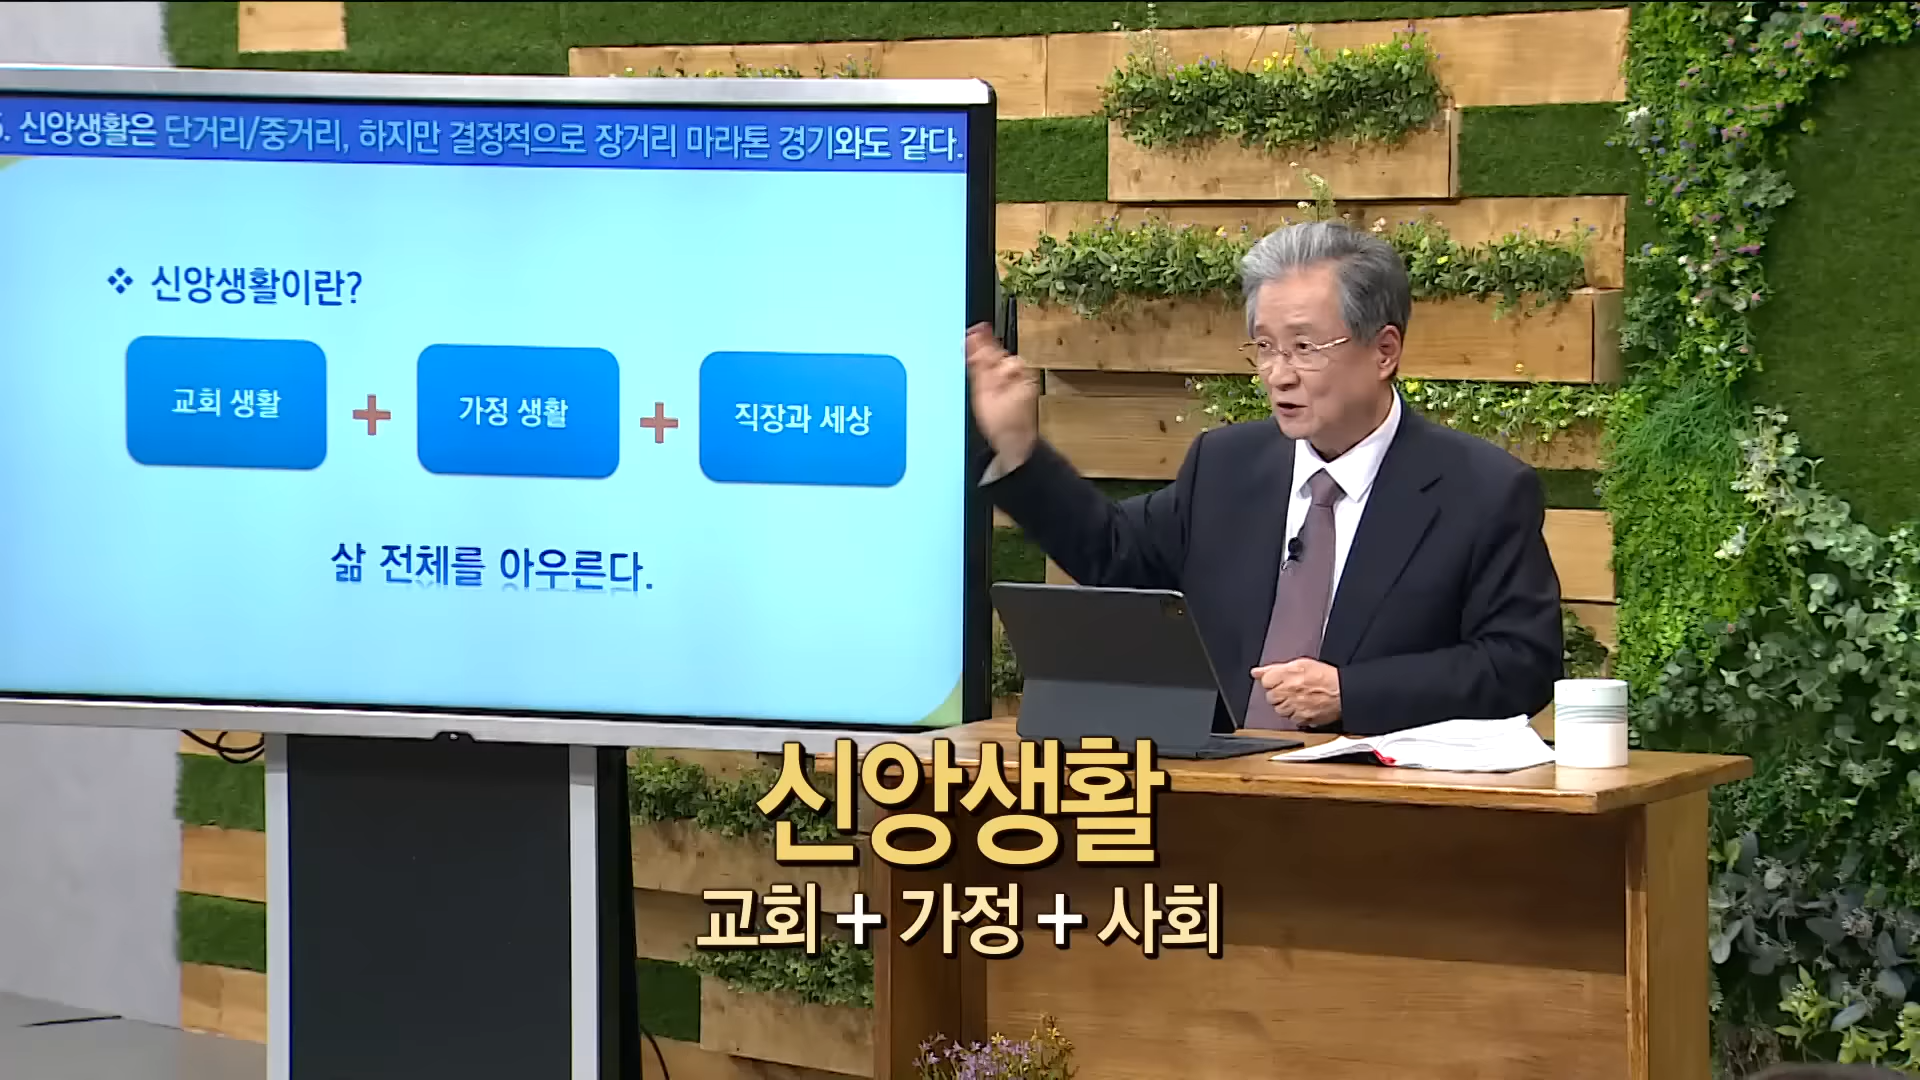 5. 신앙생활은 단거리/중거리, 하지만 결정적으로 장거리 마라톤 경기와도 같다.
❖ 신앙생활이란?
교회 생활 + 가정 생활 + 직장과 세상
삶 전체를 아우른다.
신앙생활
교회 + 가정 + 사회